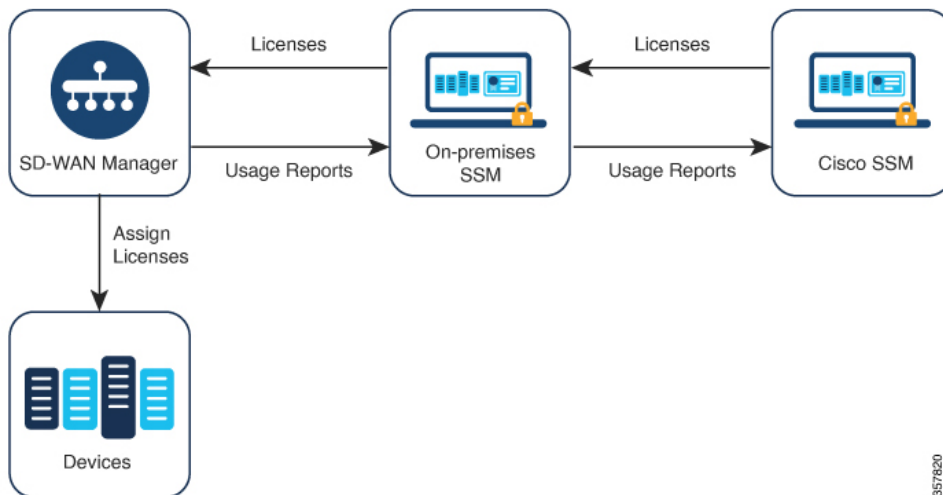 Licenses
Licenses
SD-WAN Manager
Usage Reports
On-premises
SSM
Usage Reports
Cisco SSM
Assign
Licenses
Devices
357820